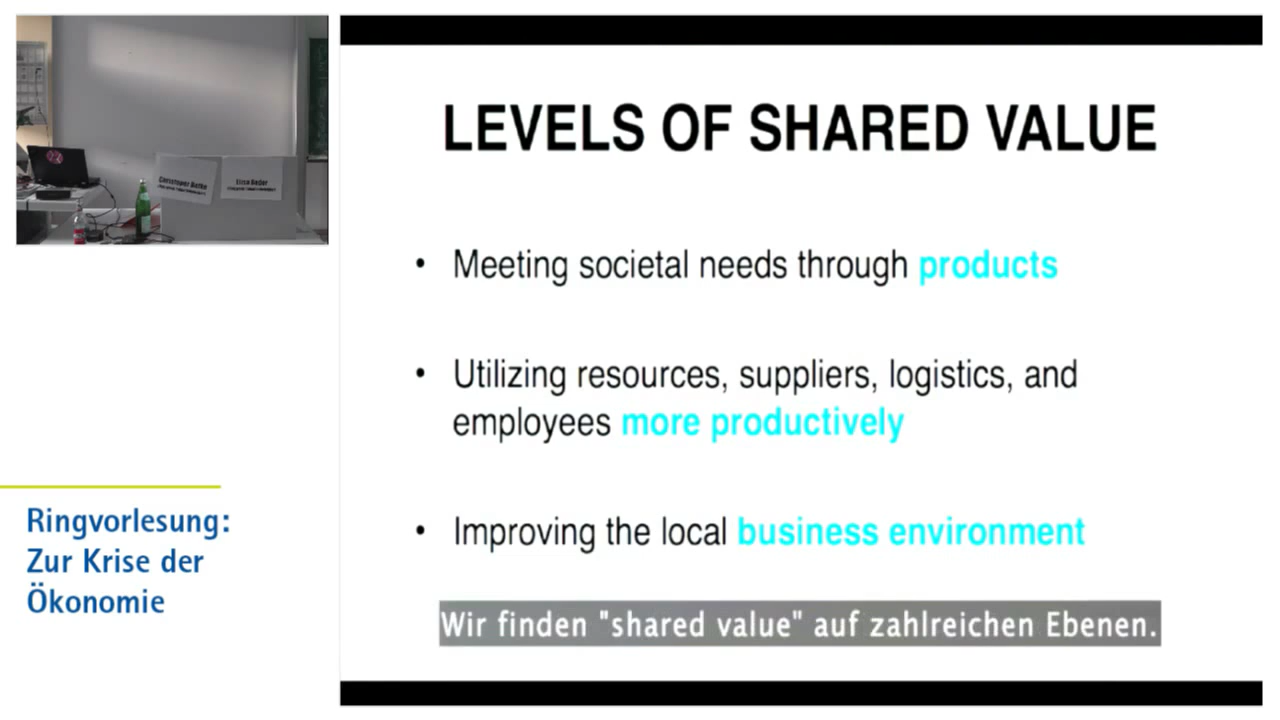 LEVELS OF SHARED VALUE
• Meeting societal needs through products
• Utilizing resources, suppliers, logistics, and
employees more productively
• Improving the local business environment
Wir finden "shared value" auf zahlreichen Ebenen.
Ringvorlesung:
Zur Krise der
Ökonomie